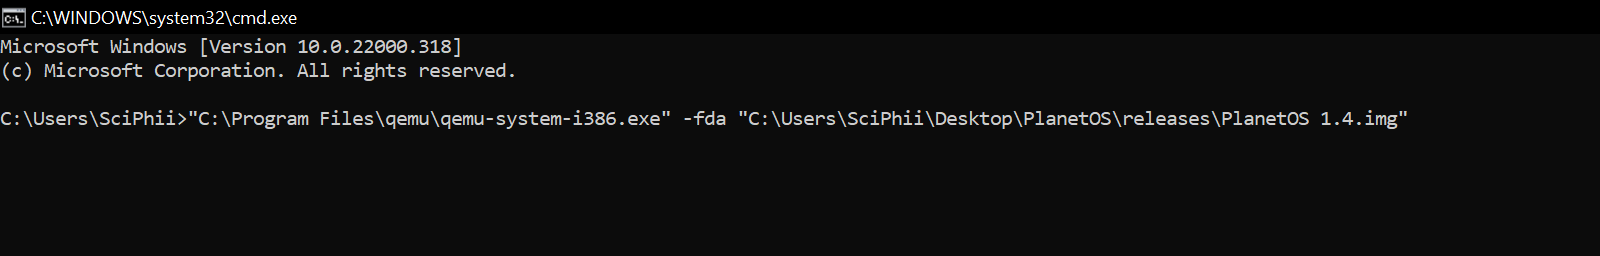 C:\WINDOWS\system32\cmd.exe
Microsoft Windows [Version 10.0.22000.318]
(c) Microsoft Corporation. All rights reserved.
C:\Users\SciPhii>"C:\Program Files\qemu\qemu-system-i386.exe" -fda "C:\Users\SciPhii\Desktop\PlanetOS\releases\PlanetOS 1.4.img"